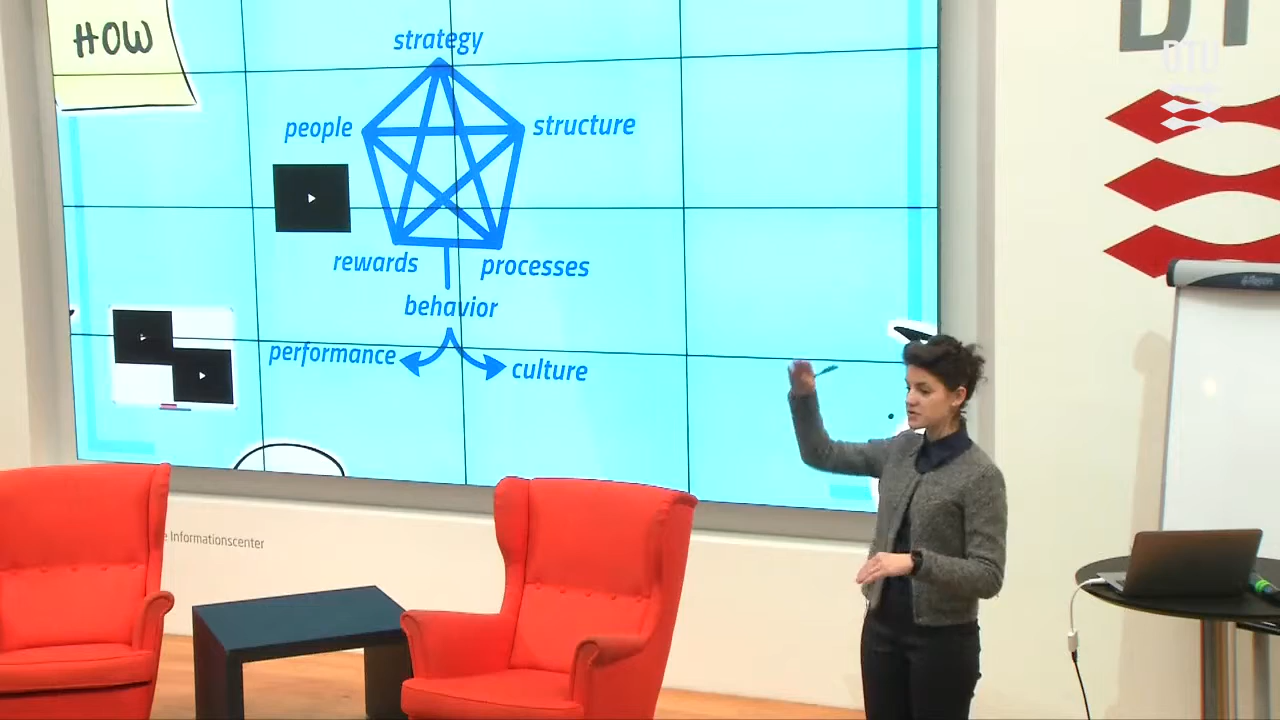 HOW
strategy
people
structure
rewards
processes
behavior
performance
culture
DTU
e Informationscenter